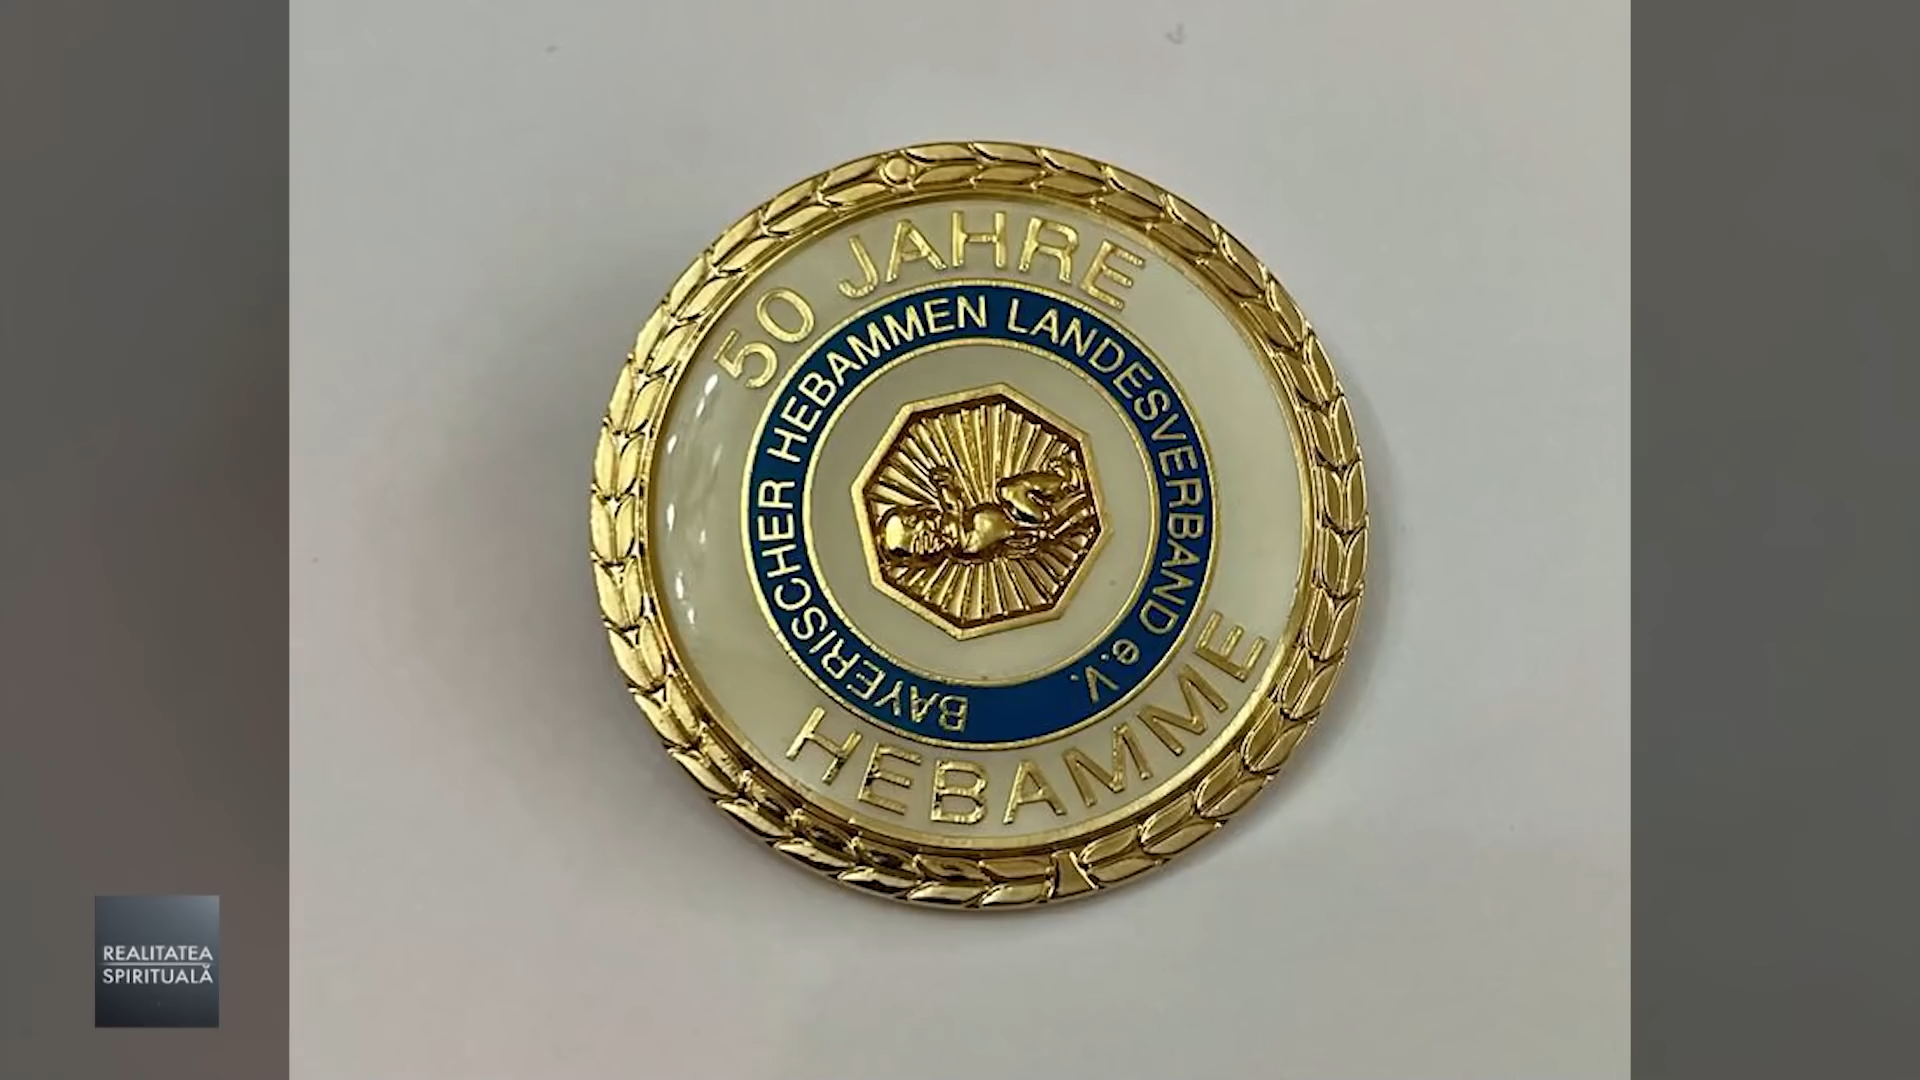 50 JAHRE
BAYERISCHER HEBAMMEN LANDESVERBAND e.V.
HEBAMME
REALITATEA
SPIRITUALĂ